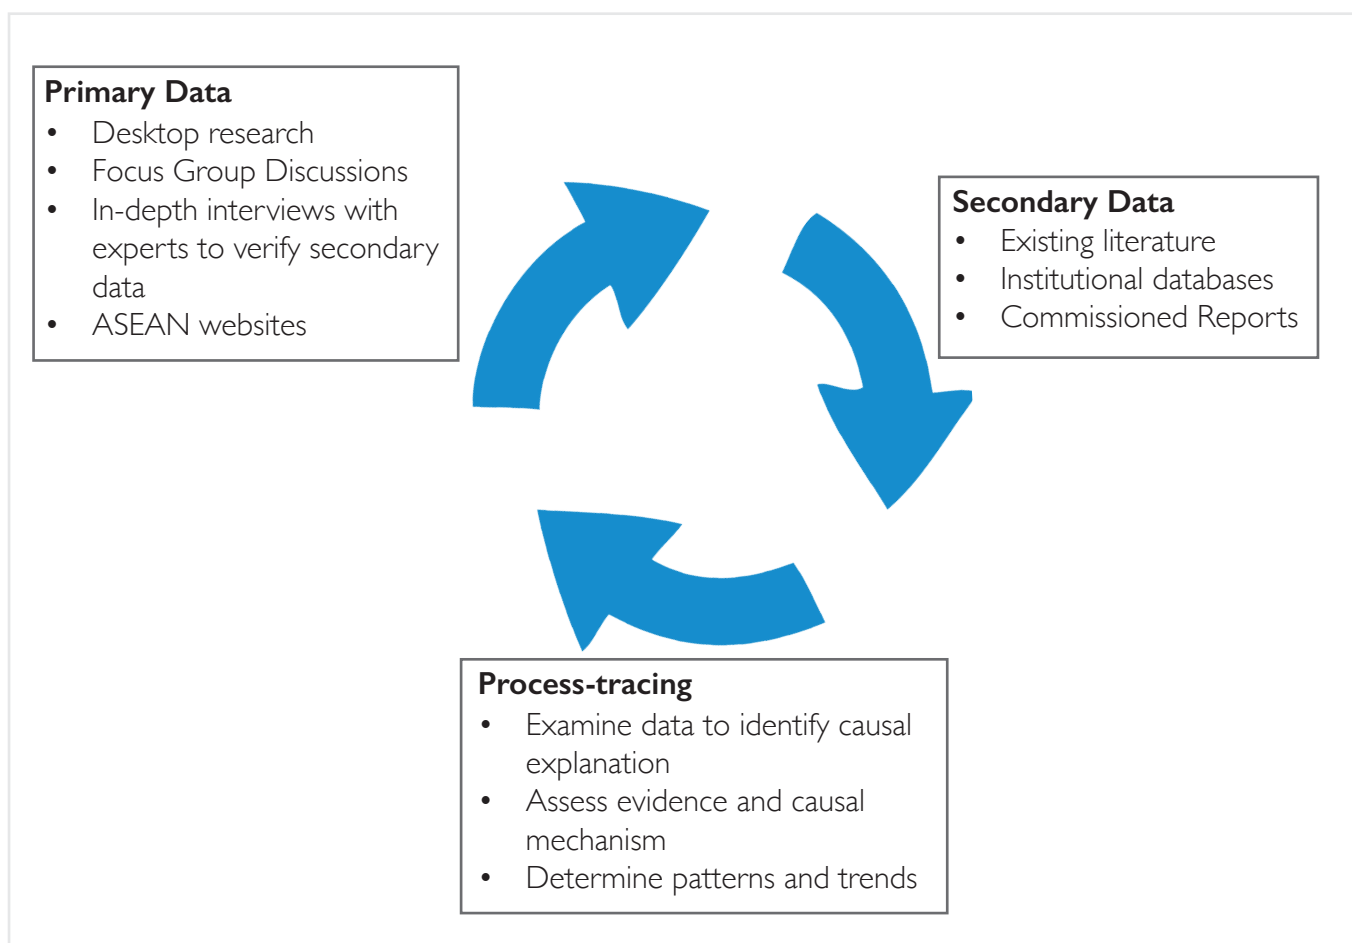 Primary Data
• Desktop research
• Focus Group Discussions
• In-depth interviews with
experts to verify secondary
data
• ASEAN websites
Secondary Data
• Existing literature
• Institutional databases
• Commissioned Reports
Process-tracing
• Examine data to identify causal
explanation
• Assess evidence and causal
mechanism
• Determine patterns and trends